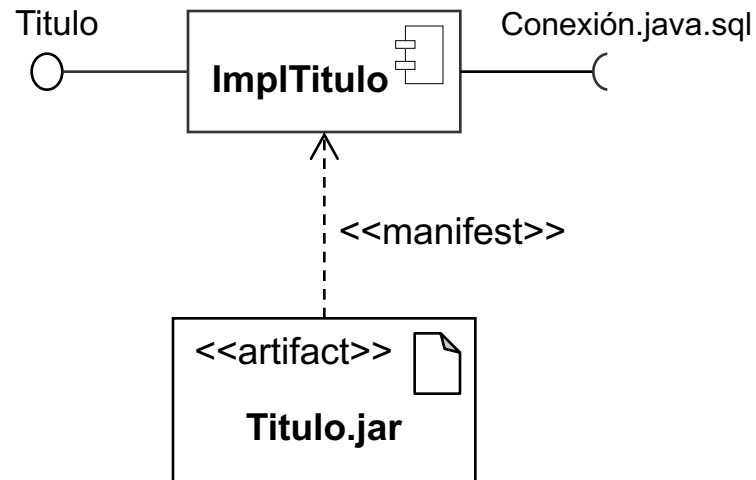 Titulo
Conexión.java.sql
ImplTitulo
<<manifest>>
<<artifact>>
Titulo.jar